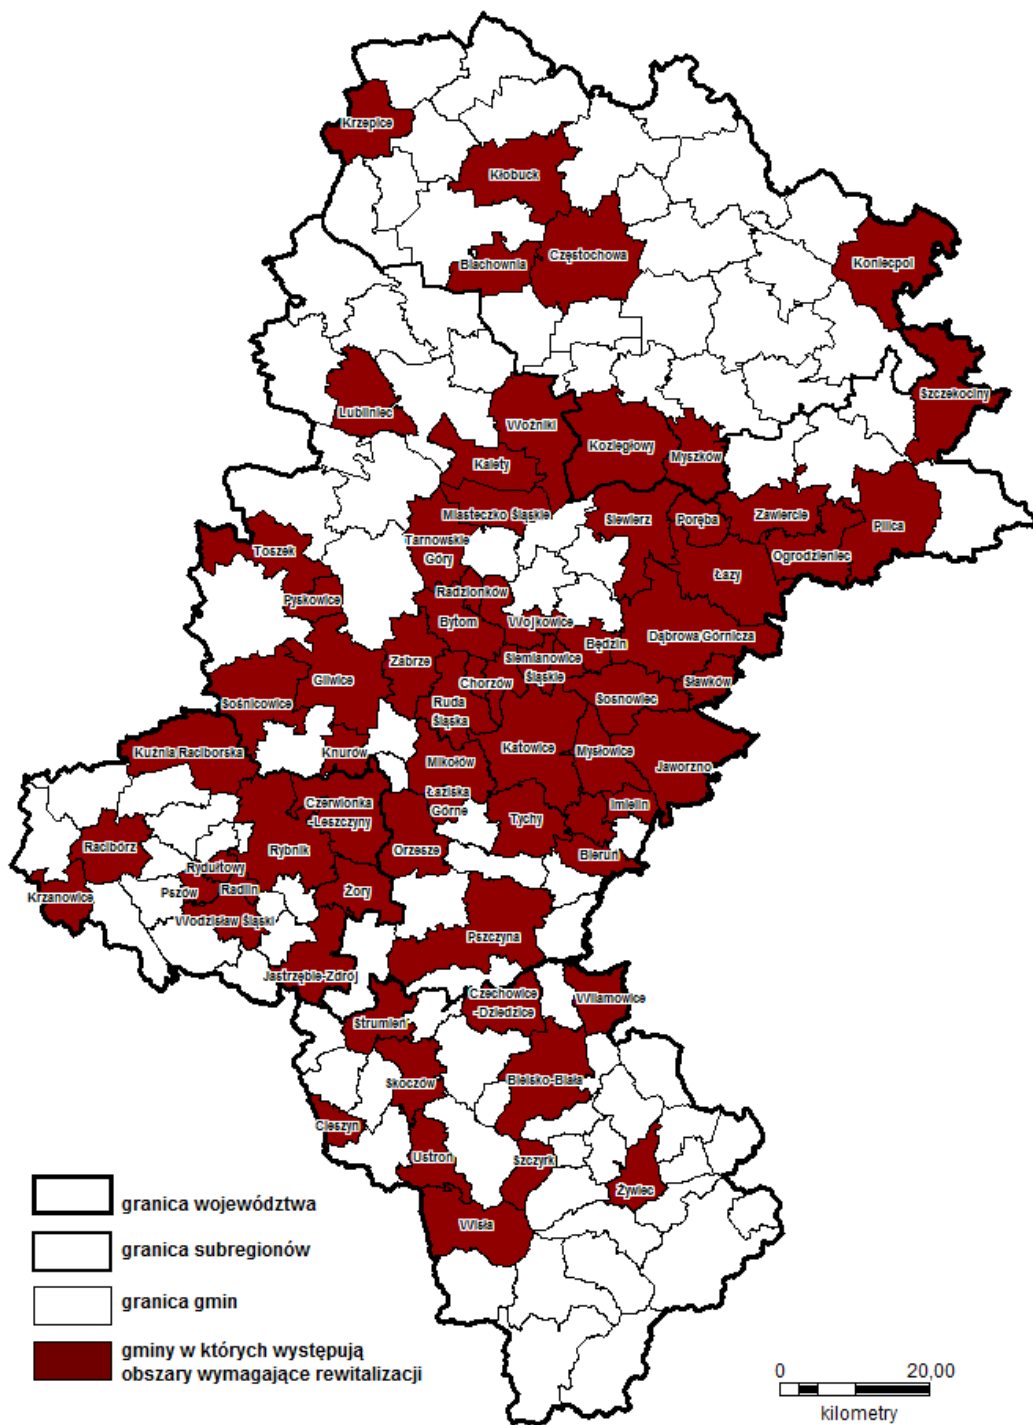 Krzepice
Kłobuck
Częstochowa
Blachownia
Koniecpol
Szczekociny
Lubliniec
Woźniki
Koziegłowy
Myszków
Kalety
Miasteczko Śląskie
Siewierz
Poręba
Zawiercie
Pilica
Tarnowskie
Góry
Toszek
Ogrodzieniec
Łazy
Radzionków
Pyskowice
Bytom
Wojkowice
Będzin
Dąbrowa Górnicza
Zabrze
Siemianowice
Śląskie
Gliwice
Chorzów
Sławków
Sośnicowice
Ruda
Śląska
Sosnowiec
Kuźnia Raciborska
Knurów
Katowice
Mysłowice
Mikołów
Jaworzno
Czerwionka
-Leszczyny
Łaziska
Górne
Imielin
Tychy
Racibórz
Rybnik
Orzesze
Bieruń
Rydułtowy
Krzanowice
Pszów
Radlin
Żory
Wodzisław Śląski
Pszczyna
Jastrzębie-Zdrój
Czechowice
-Dziedzice
Wilamowice
Strumień
Skoczów
Bielsko-Biała
Cieszyn
Ustroń
Szczyrk
Żywiec
Wisła
granica województwa
granica subregionów
granica gmin
gminy w których występują
obszary wymagające rewitalizacji
0 20,00
kilometry